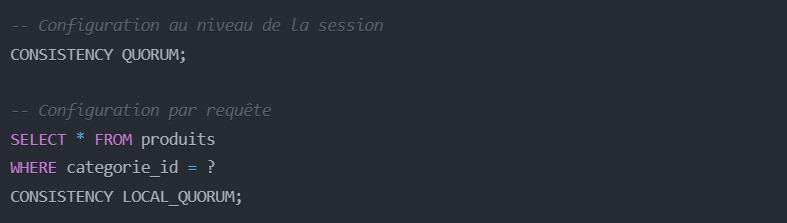 -- Configuration au niveau de la session
CONSISTENCY QUORUM;
-- Configuration par requête
SELECT * FROM produits
WHERE categorie_id = ?
CONSISTENCY LOCAL_QUORUM;